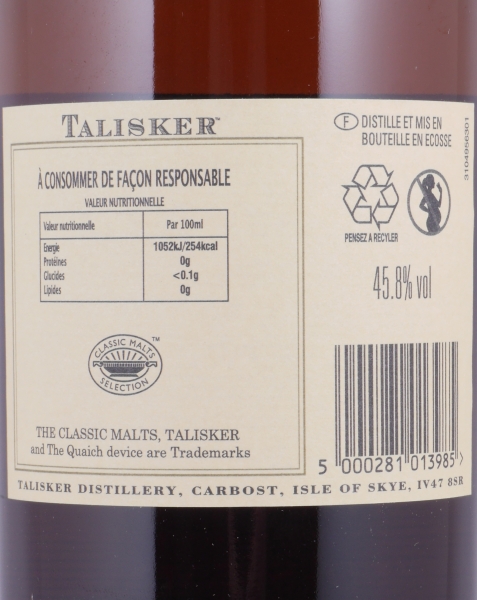 TALISKER™
À CONSOMMER DE FAÇON RESPONSABLE
VALEUR NUTRITIONNELLE
Valeur nutritionnelle Par 100ml
Energie 1052kJ/254kcal
Protéines 0g
Glucides <0.1g
Lipides 0g
CLASSIC MALTS ™
SELECTION
THE CLASSIC MALTS, TALISKER
and The Quaich device are Trademarks
F DISTILLE ET MIS EN
BOUTEILLE EN ECOSSE
3104956301
PENSEZ A RECYLER
45.8% vol
5 000281 013985 >
TALISKER DISTILLERY, CARBOST, ISLE OF SKYE, IV47 8SR